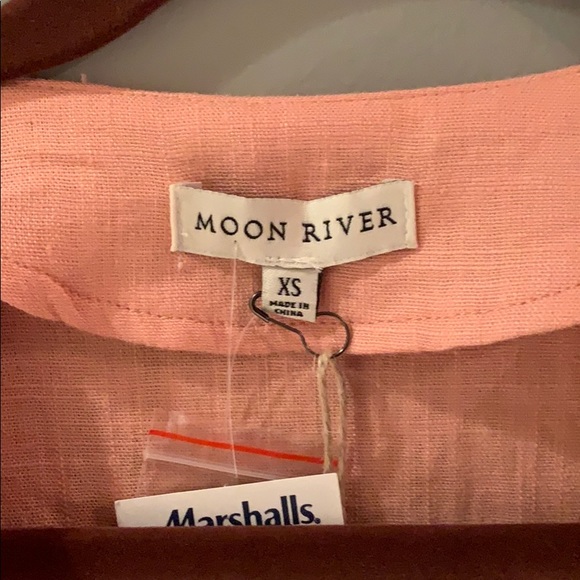 MOON RIVER
XS
MADE IN
CHINA
Marshalls.